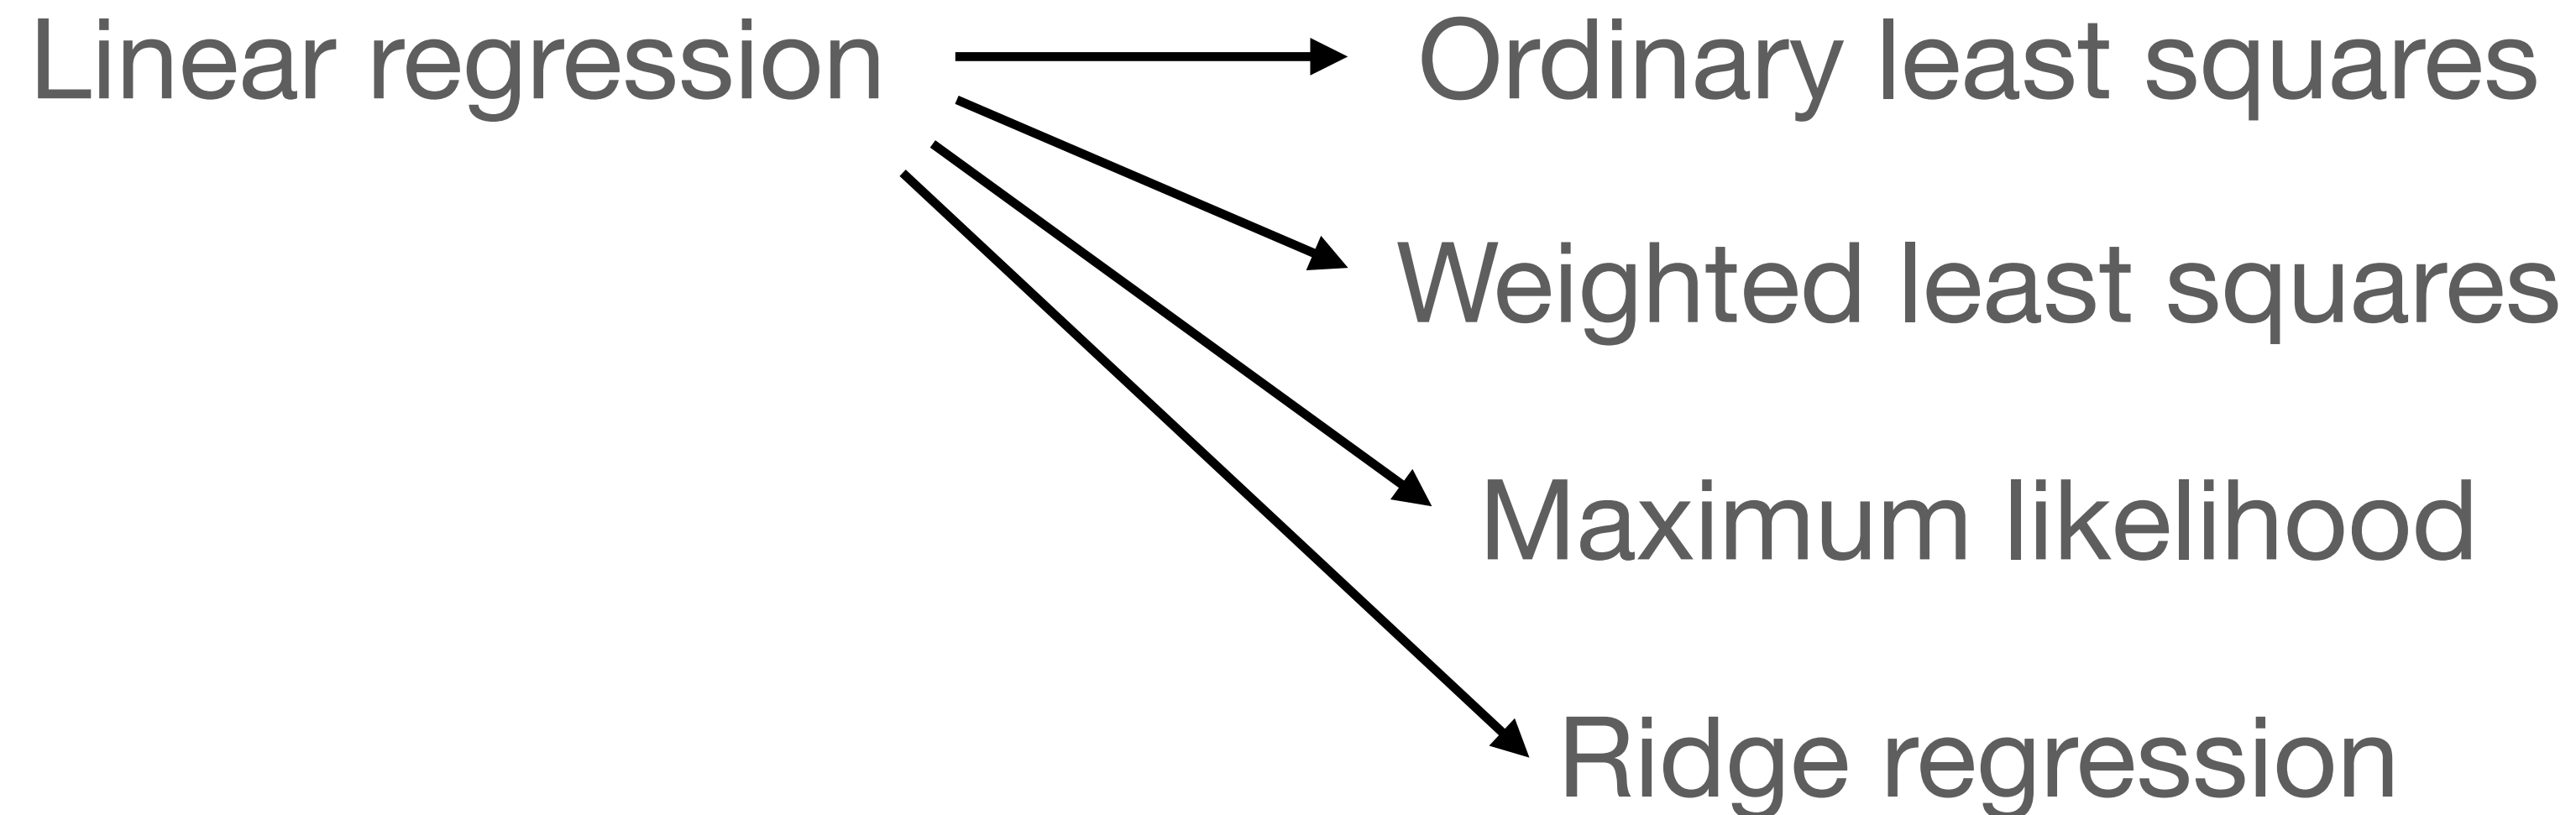 Linear regression
Ordinary least squares
Weighted least squares
Maximum likelihood
Ridge regression